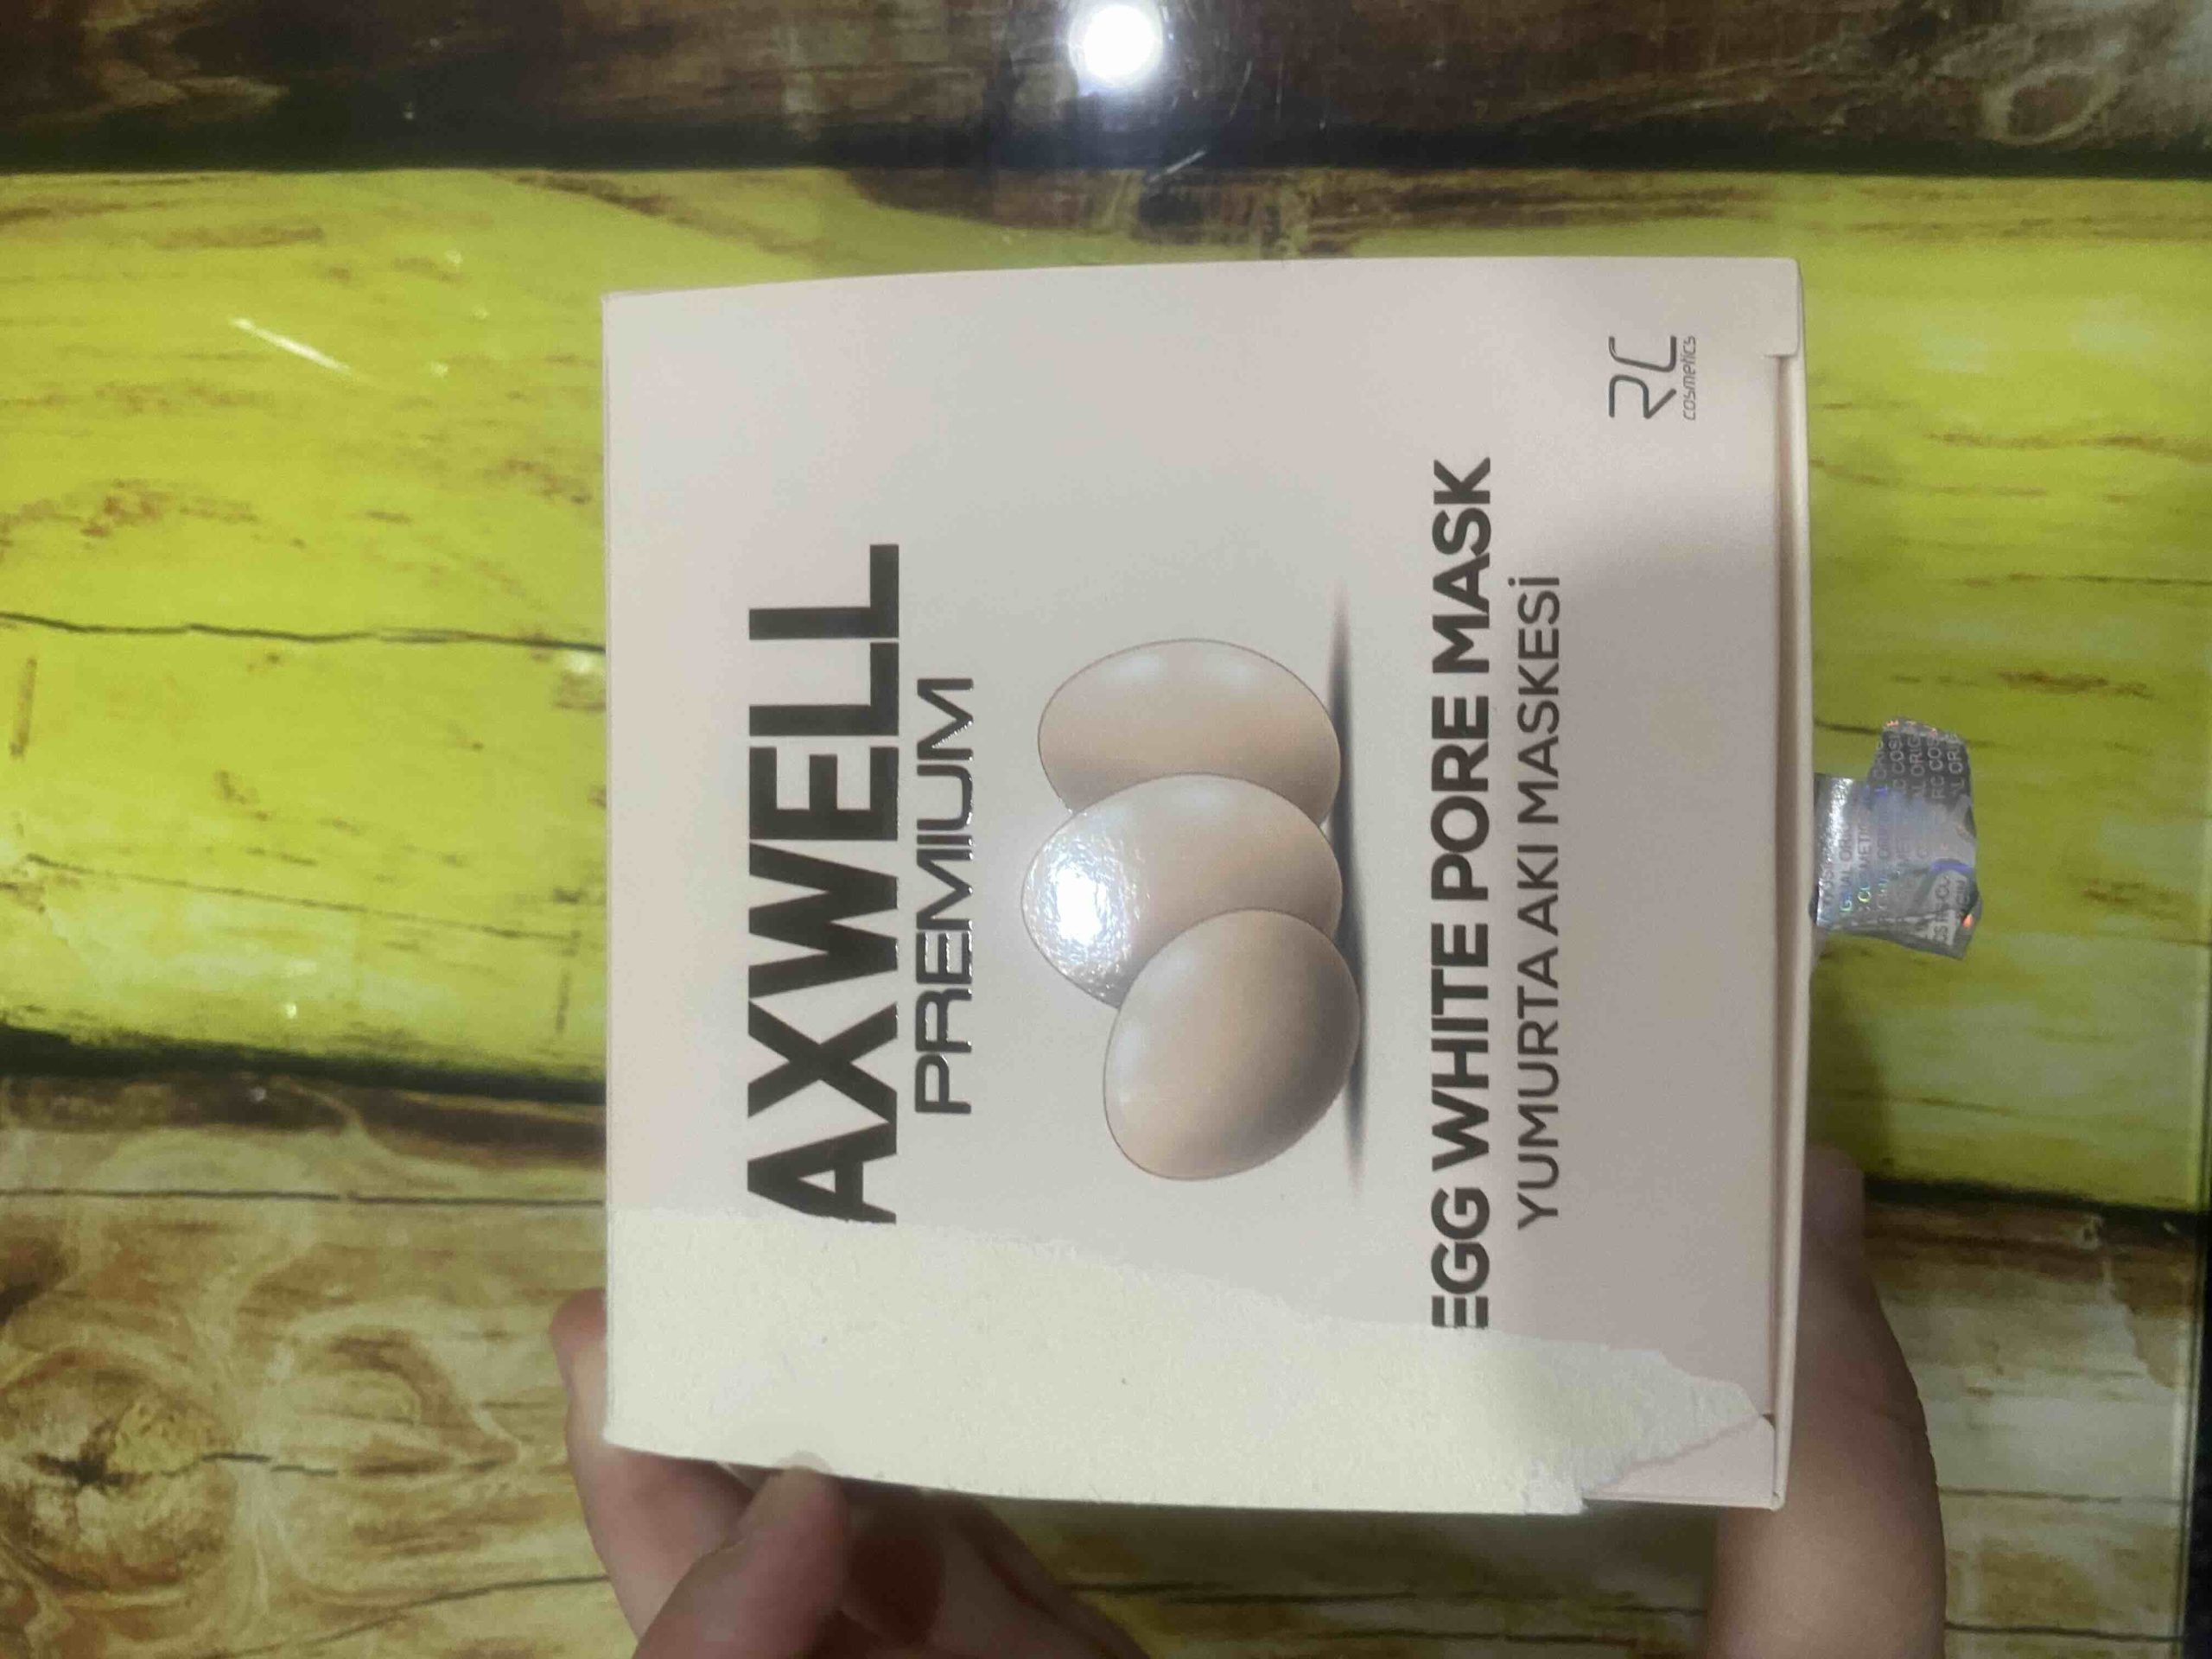 AXWELL
PREMIUM
EGG WHITE PORE MASK
YUMURTA AKI MASKESİ
RC
cosmetics